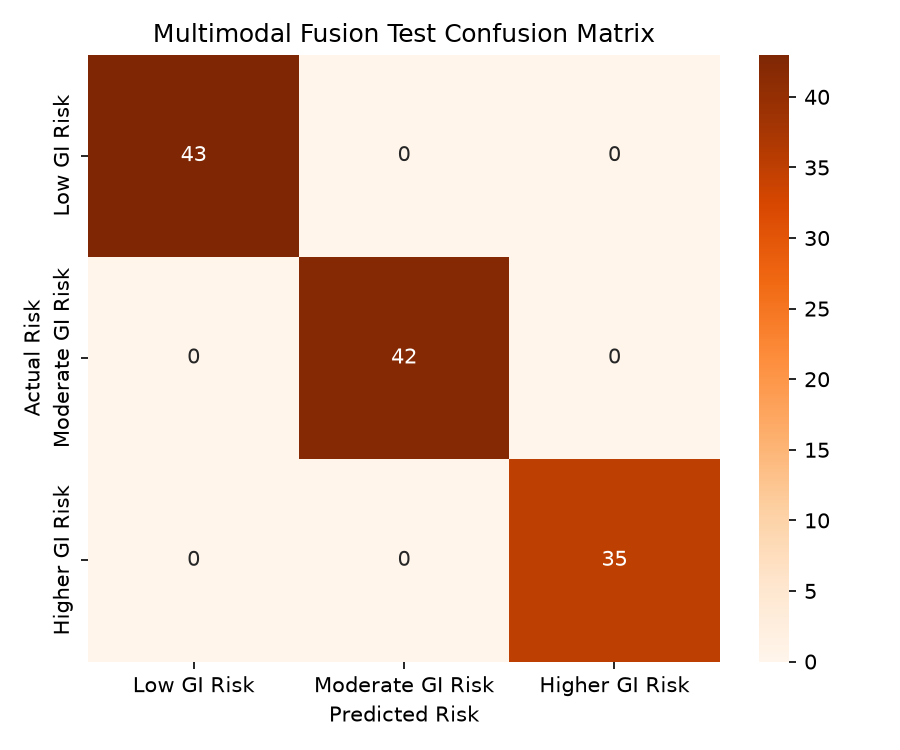 Multimodal Fusion Test Confusion Matrix
Actual Risk
Low GI Risk
Moderate GI Risk
Higher GI Risk
43 0 0
0 42 0
0 0 35
Low GI Risk Moderate GI Risk Higher GI Risk
Predicted Risk
40
35
30
25
20
15
10
5
0